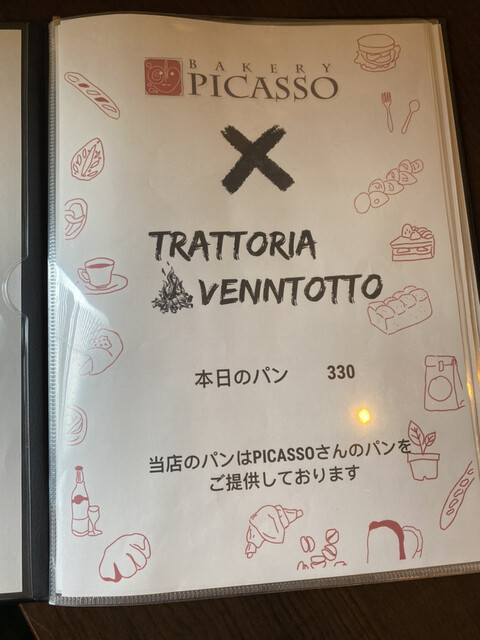 BAKERY
PICASSO
×
TRATTORIA
VENNTOTTO
本日のパン 330
当店のパンはPICASSOさんのパンを
ご提供しております